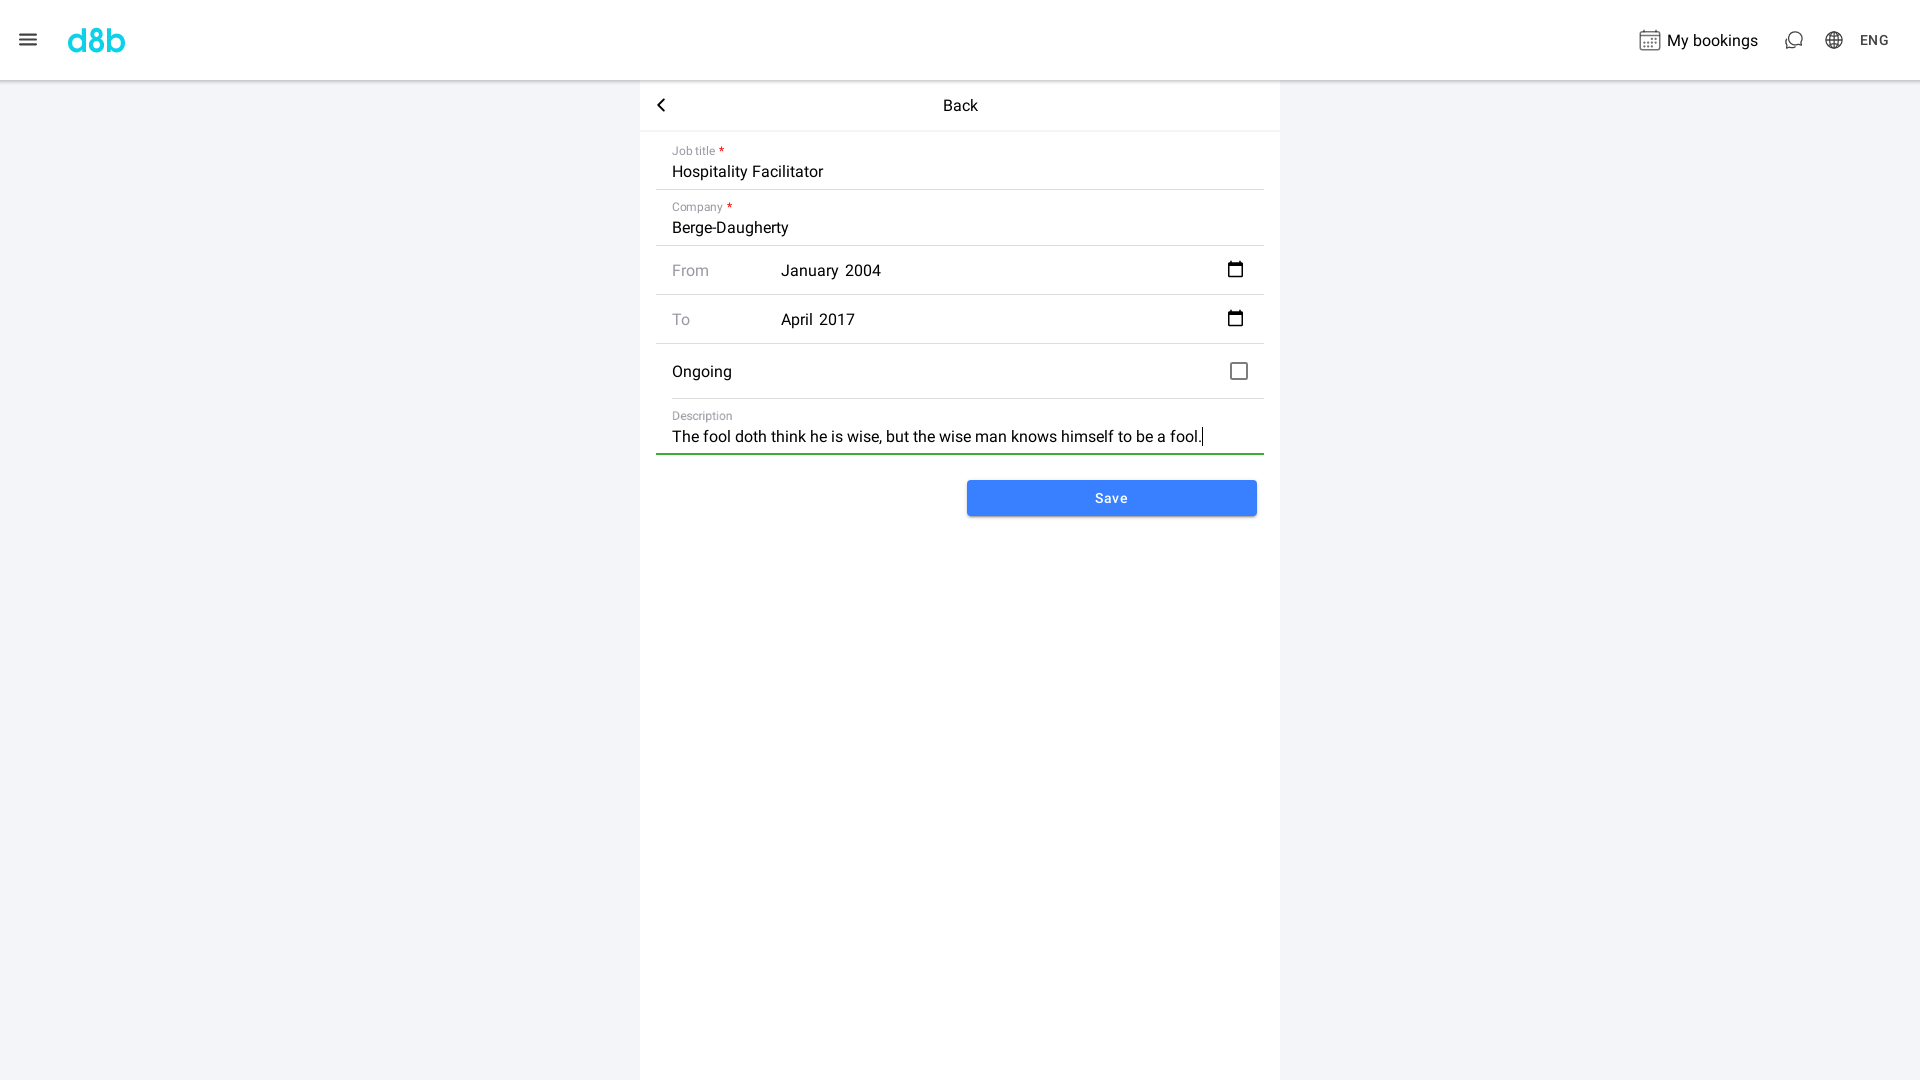 d8b
My bookings
ENG
Back
Job title *
Hospitality Facilitator
Company *
Berge-Daugherty
From
January 2004
To
April 2017
Ongoing
Description
The fool doth think he is wise, but the wise man knows himself to be a fool.
Save